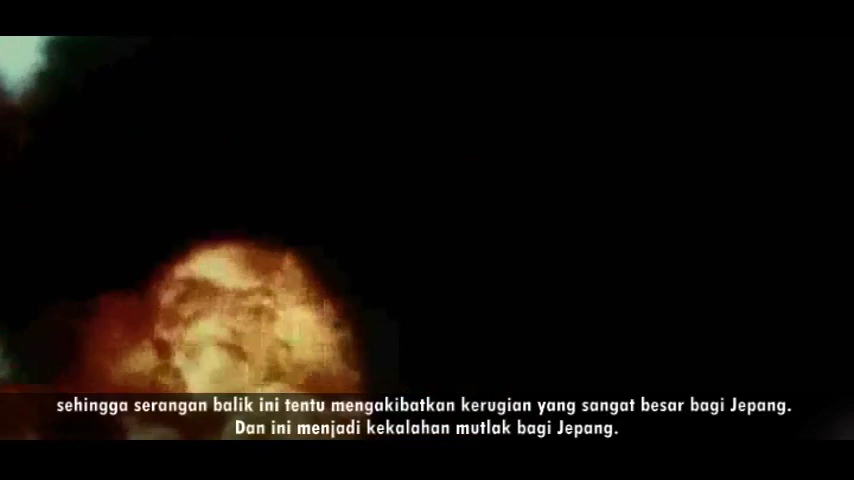 sehingga serangan balik ini tentu mengakibatkan kerugian yang sangat besar bagi Jepang.
Dan ini menjadi kekalahan mutlak bagi Jepang.